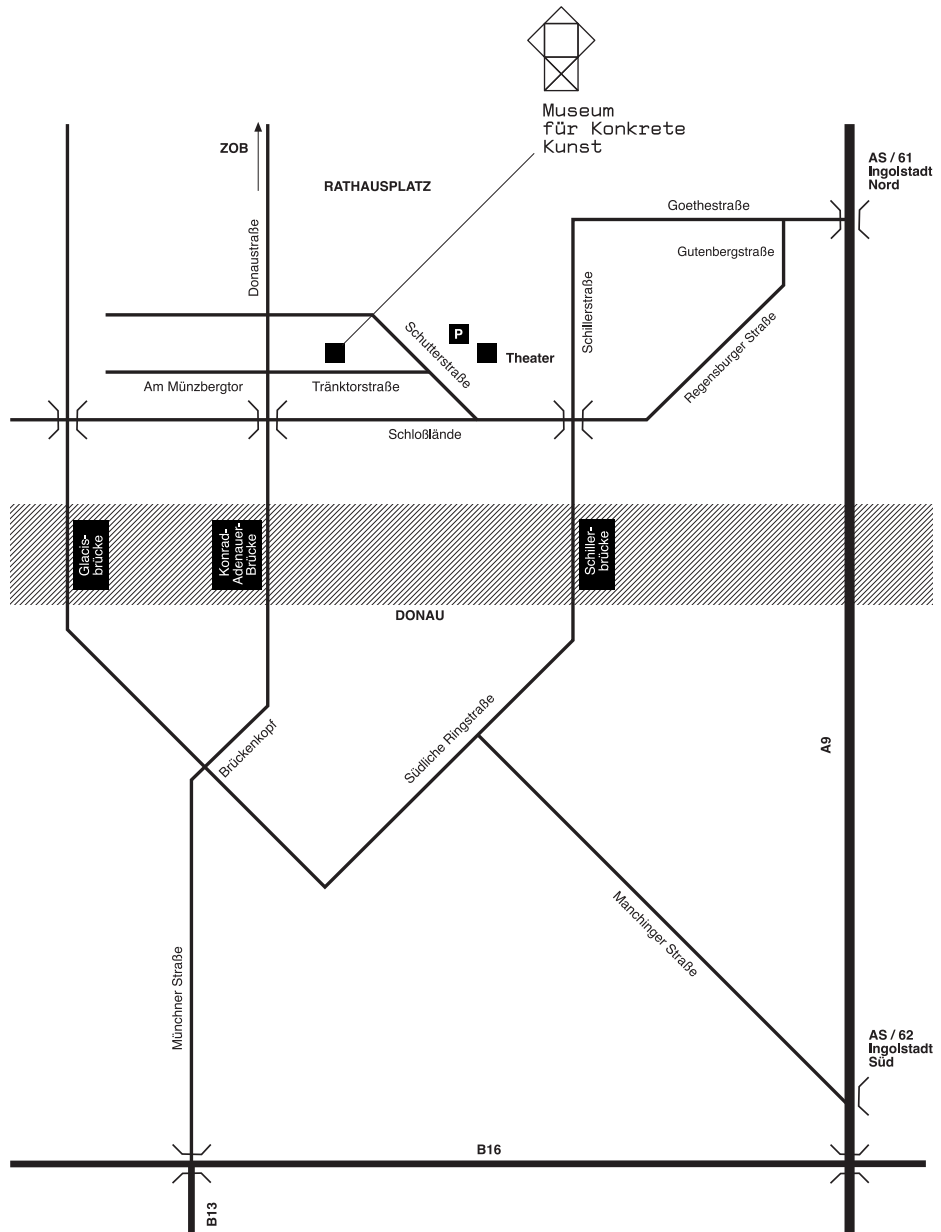 Museum
für Konkrete
Kunst
ZOB
AS / 61
Ingolstadt
Nord
RATHAUSPLATZ
Goethestraße
Donaustraße
Gutenbergstraße
Schillerstraße
P
Schutterstraße
Theater
Regensburger Straße
Am Münzbergtor
Tränktorstraße
Schloßlände
Glacis-
brücke
Konrad-
Adenauer-
Brücke
Schiller-
brücke
DONAU
Brückenkopf
Südliche Ringstraße
A9
Manchinger Straße
Münchner Straße
AS / 62
Ingolstadt
Süd
B16
B13